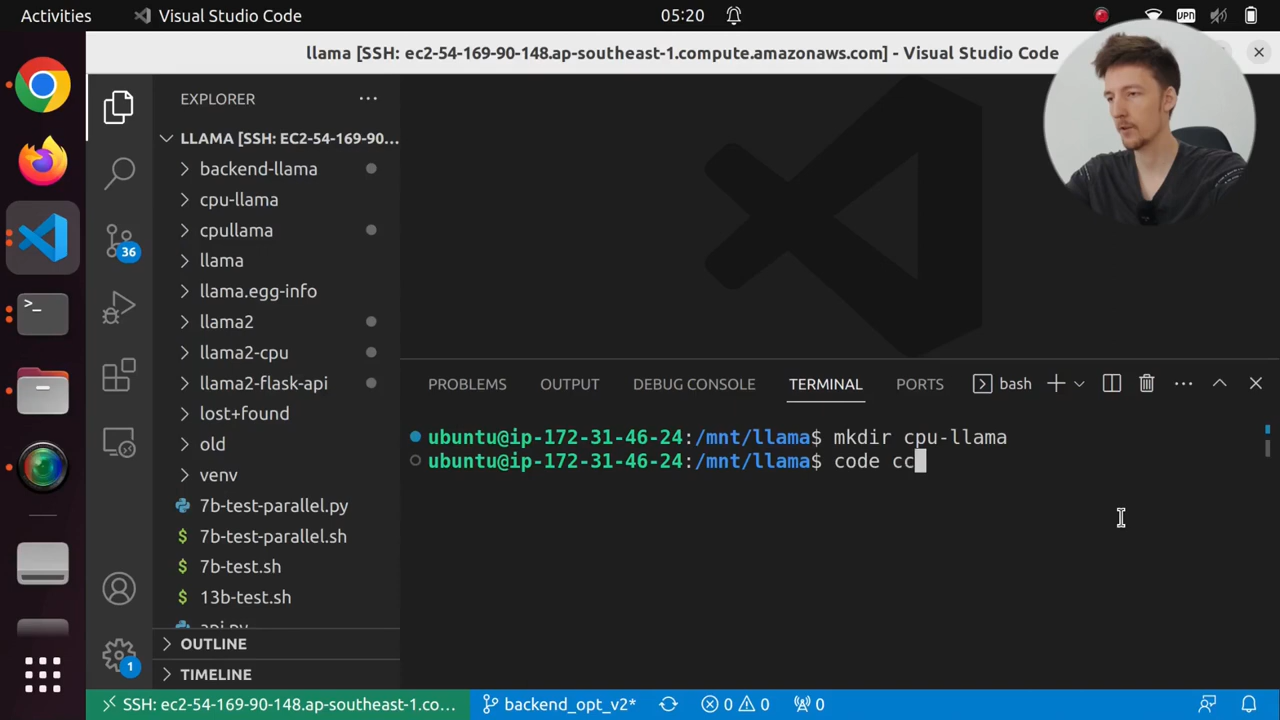 Activities
Visual Studio Code
05:20
VPN
llama [SSH: ec2-54-169-90-148.ap-southeast-1.compute.amazonaws.com] - Visual Studio Code
EXPLORER
LLAMA [SSH: EC2-54-169-90...
backend-llama
cpu-llama
cpullama
36
llama
llama.egg-info
llama2
llama2-cpu
llama2-flask-api
lost+found
old
venv
7b-test-parallel.py
$ 7b-test-parallel.sh
$ 7b-test.sh
$ 13b-test.sh
OUTLINE
TIMELINE
1
PROBLEMS
OUTPUT
DEBUG CONSOLE
TERMINAL
PORTS
bash
ubuntu@ip-172-31-46-24:/mnt/llama$ mkdir cpu-llama
ubuntu@ip-172-31-46-24:/mnt/llama$ code cc
SSH: ec2-54-169-90-148.ap-southeast-1.co...
backend_opt_v2*
0
0
0